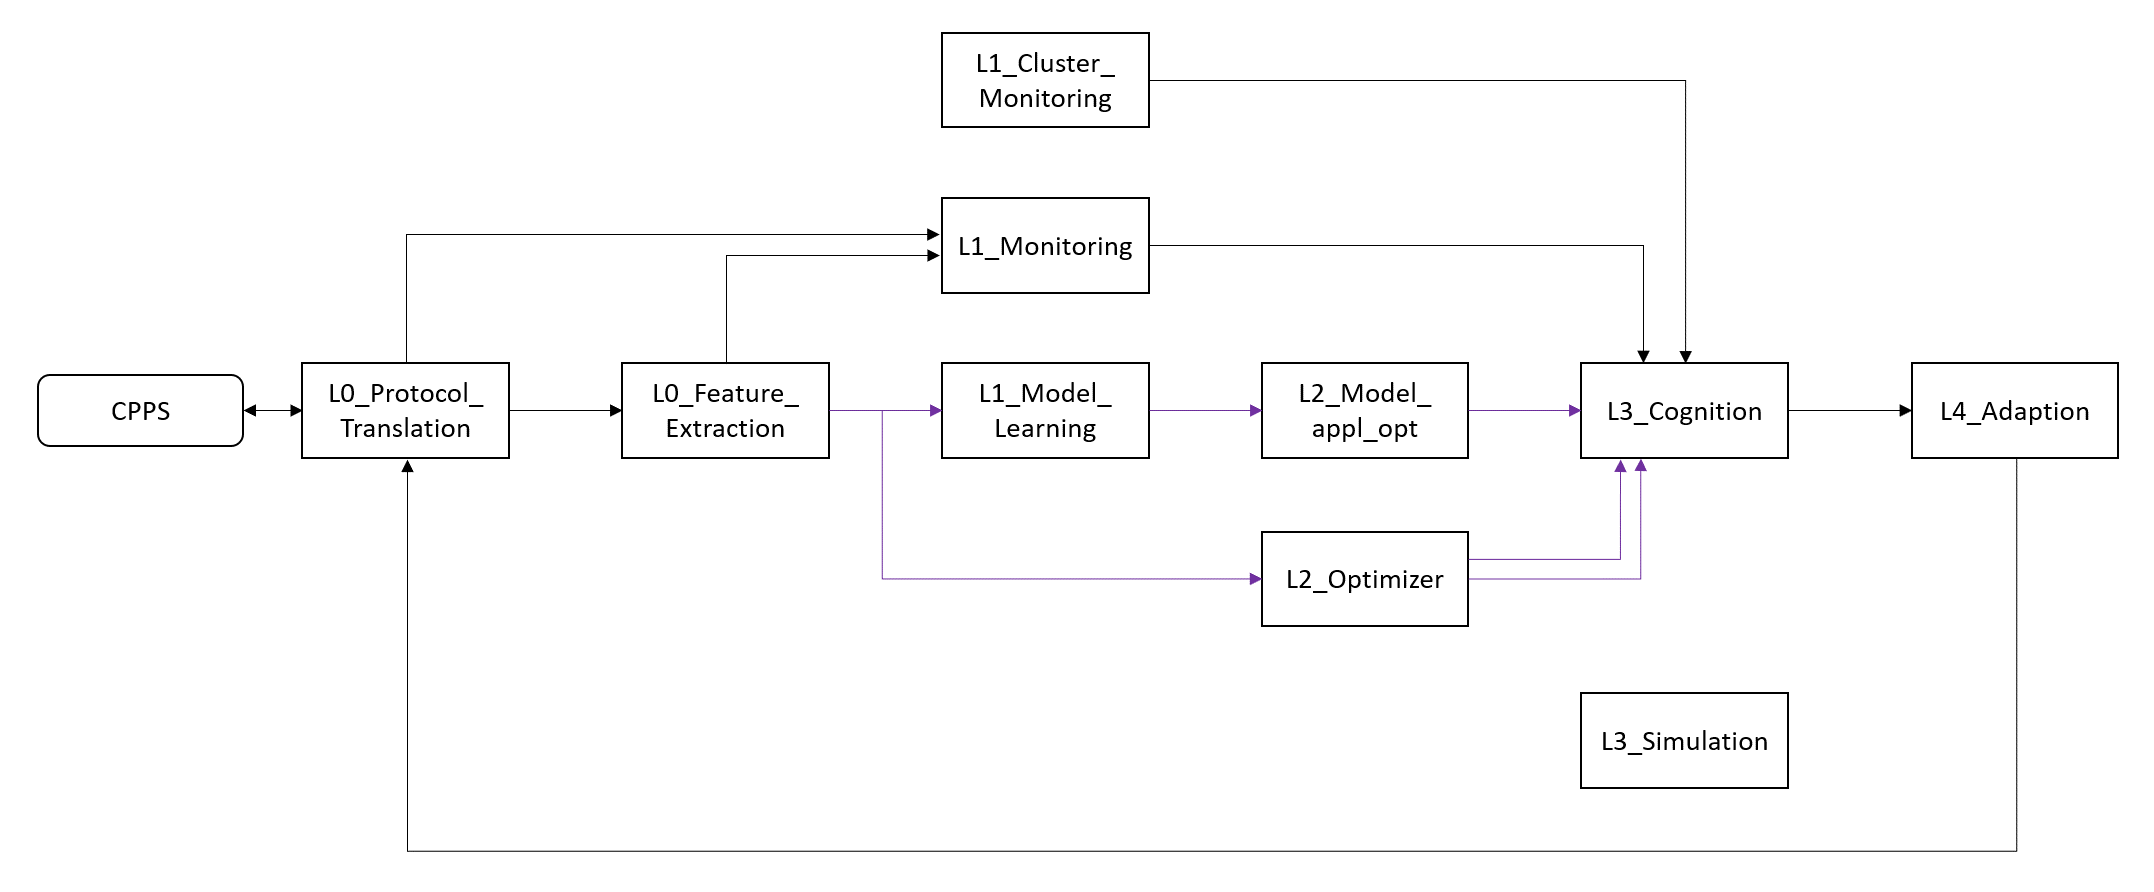 L1_Cluster_
Monitoring
L1_Monitoring
CPPS
L0_Protocol_
Translation
L0_Feature_
Extraction
L1_Model_
Learning
L2_Model_
appl_opt
L3_Cognition
L4_Adaption
L2_Optimizer
L3_Simulation